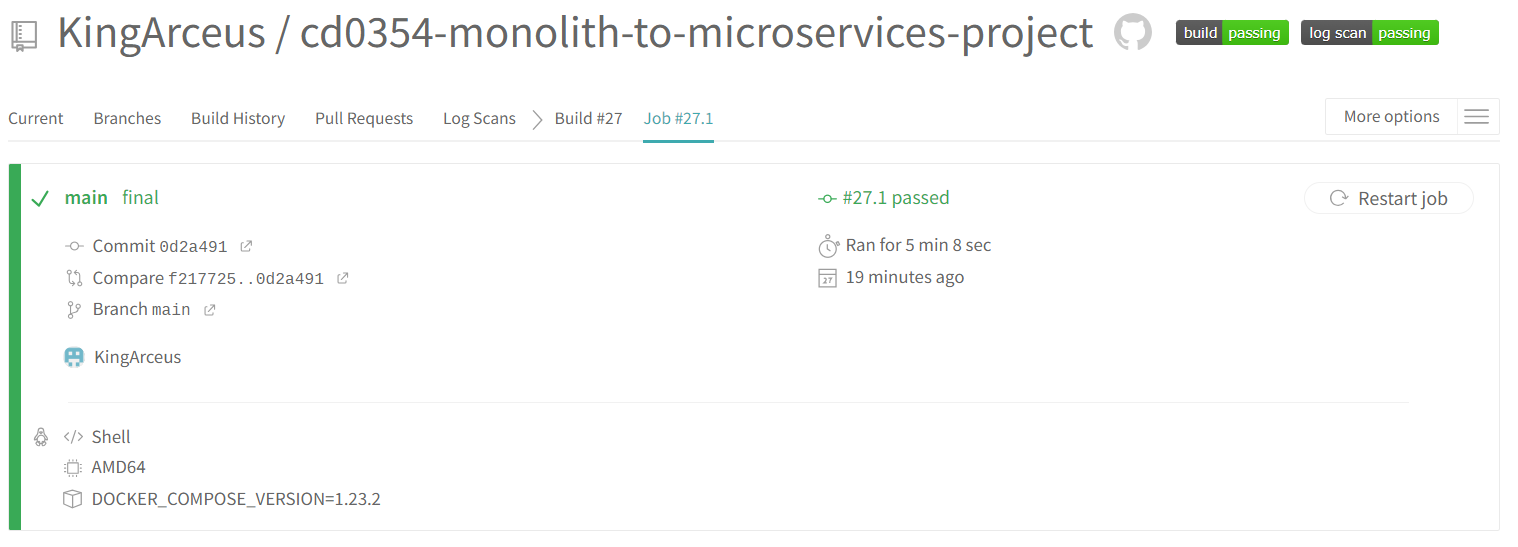 KingArceus / cd0354-monolith-to-microservices-project
build passing
log scan passing
Current
Branches
Build History
Pull Requests
Log Scans
Build #27
Job #27.1
More options
main final
#27.1 passed
Restart job
Commit 0d2a491
Ran for 5 min 8 sec
Compare f217725..0d2a491
27
19 minutes ago
Branch main
KingArceus
</> Shell
AMD64
DOCKER_COMPOSE_VERSION=1.23.2